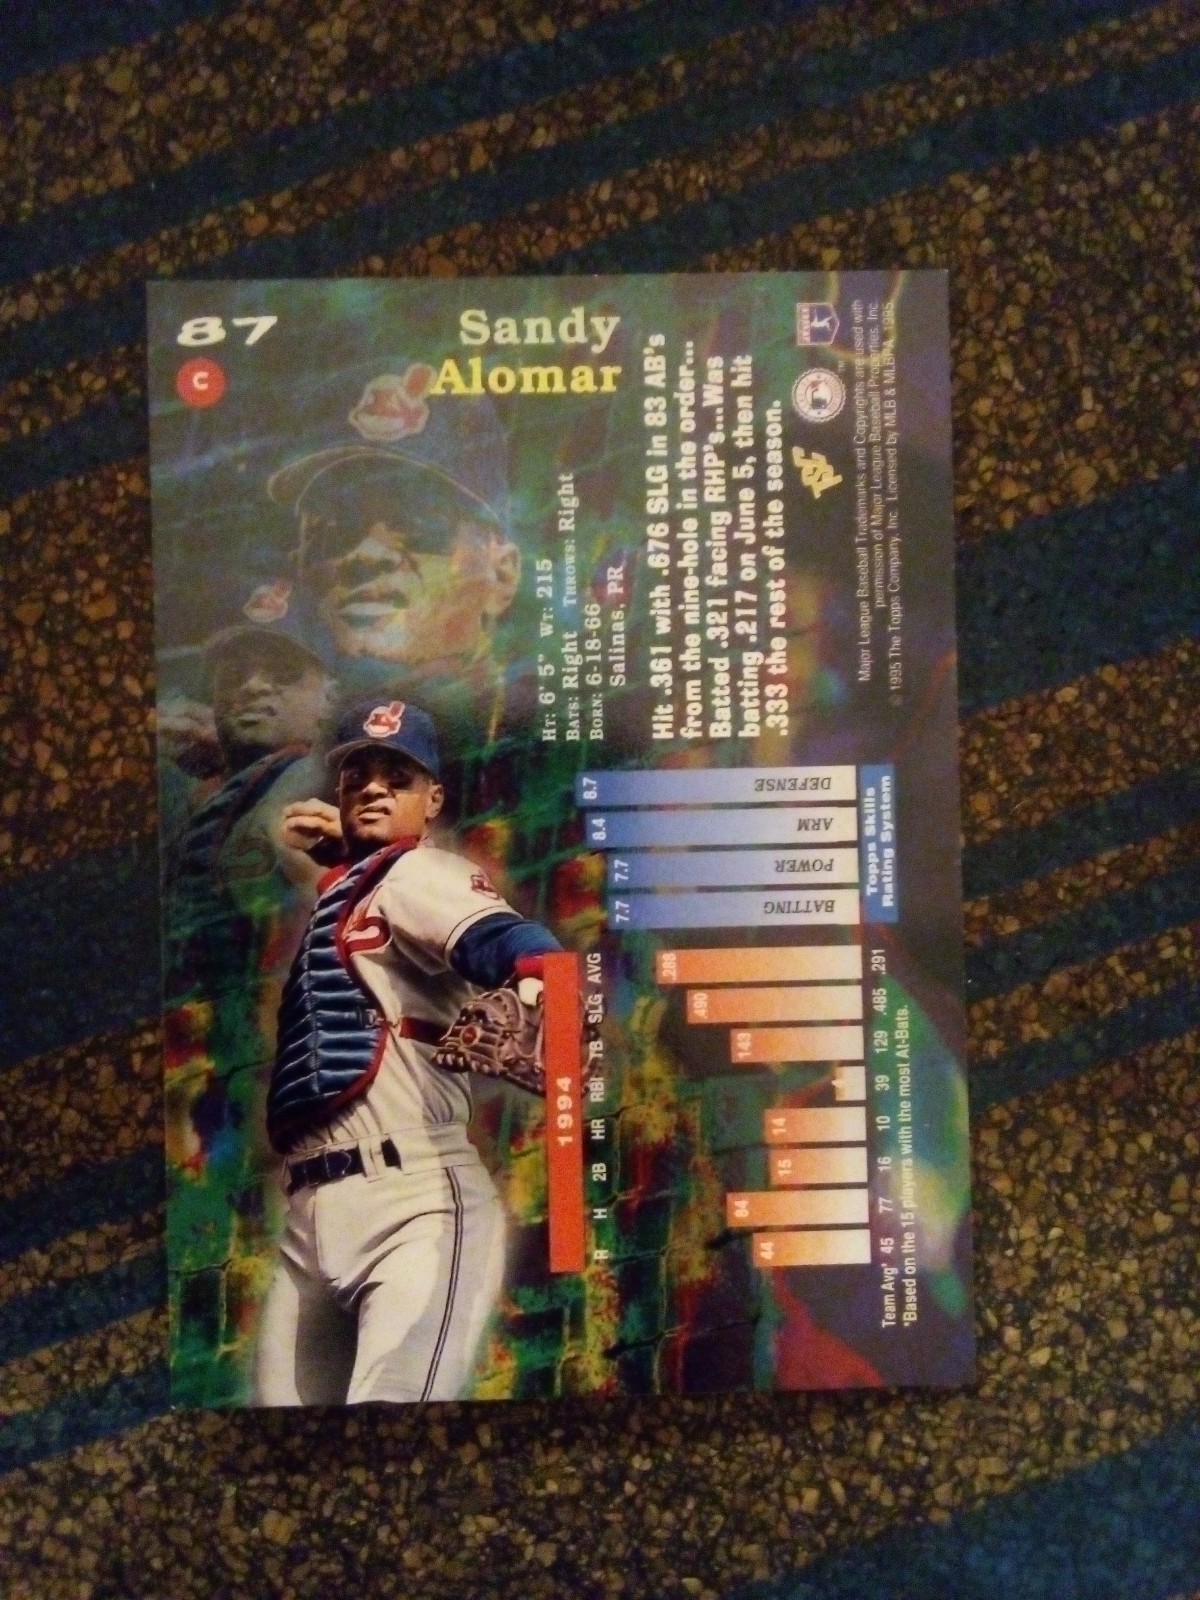 87
C
Sandy
Alomar
HT: 6' 5" WT: 215
BATS: Right THROWS: Right
BORN: 6-18-66
Salinas, PR
Hit .361 with .676 SLG in 83 AB's
from the nine-hole in the order...
Batted .321 facing RHP's...Was
batting .217 on June 5, then hit
.333 the rest of the season.
TSC
Major League Baseball Trademarks and Copyrights are used with
permission of Major League Baseball Properties, Inc.
©1995 The Topps Company, Inc. Licensed by MLB & MLBPA 1995
1994
R H 2B HR RBI TB SLG AVG
44 84 15 14 143 .490 .288
Team Avg* 45 77 16 10 39 129 .485 .291
*Based on the 15 players with the most At-Bats.
7.7 7.7 8.4 8.7
BATTING POWER ARM DEFENSE
Topps Skills
Rating System